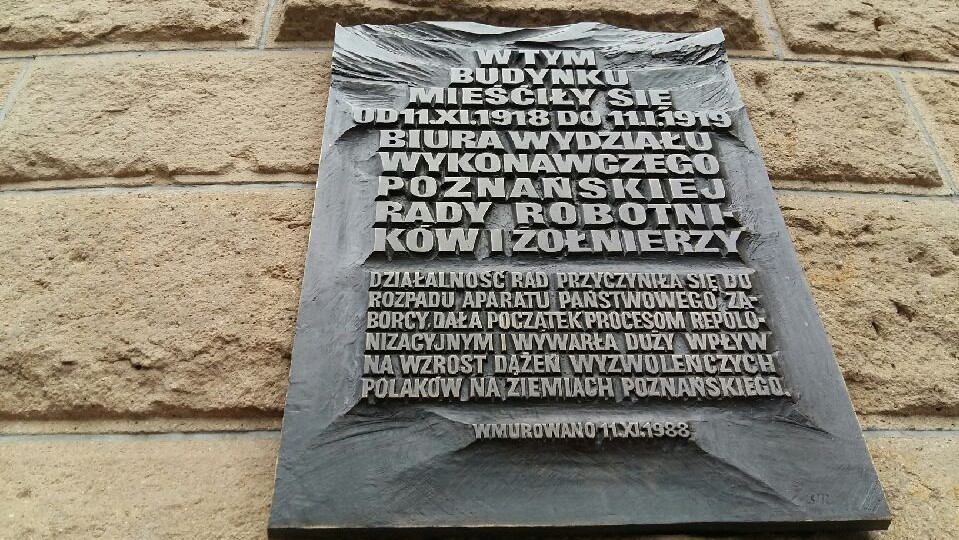 W TYM
BUDYNKU
MIEŚCIŁY SIĘ
OD 11.XI.1918 DO 11.I.1919
BIURA WYDZIAŁU
WYKONAWCZEGO
POZNAŃSKIEJ
RADY ROBOTNI-
KÓW I ŻOŁNIERZY
DZIAŁALNOŚĆ RAD PRZYCZYNIŁA SIĘ DO
ROZPADU APARATU PAŃSTWOWEGO ZA-
BORCY, DAŁA POCZĄTEK PROCESOM REPOLO-
NIZACYJNYM I WYWARŁA DUŻY WPŁYW
NA WZROST DĄŻEŃ WYZWOLEŃCZYCH
POLAKÓW NA ZIEMIACH POZNAŃSKIEGO.
WMUROWANO 11.XI.1988